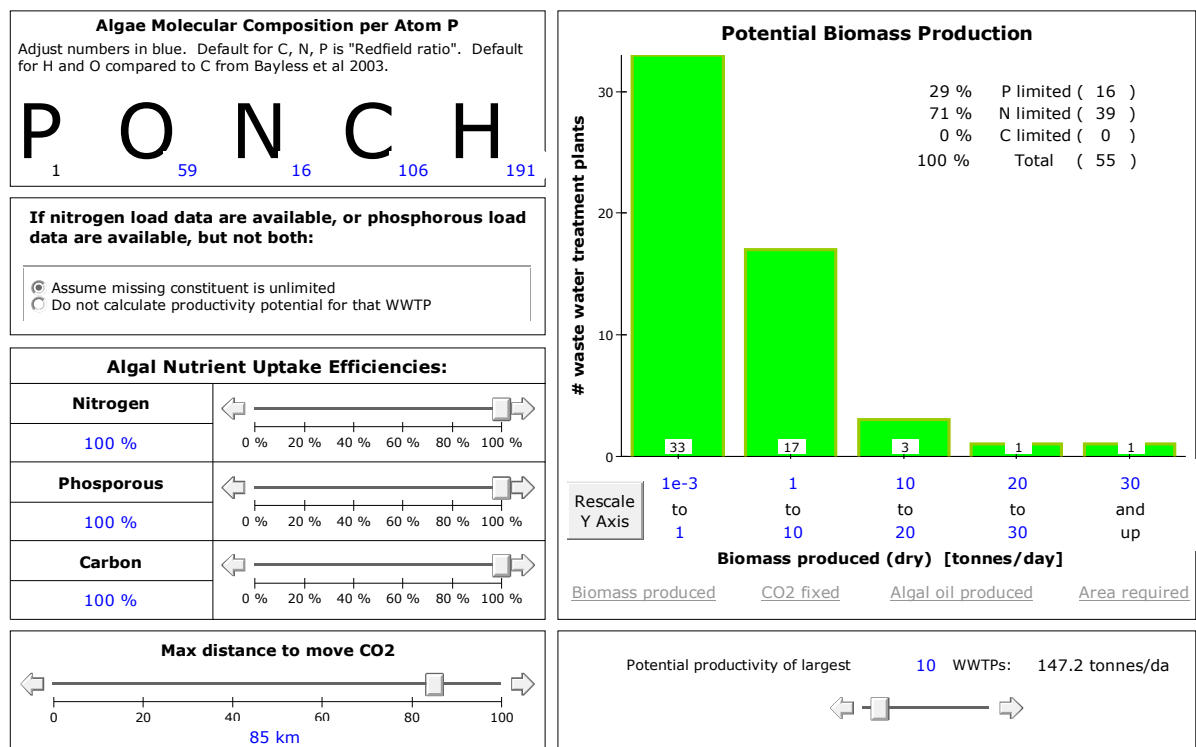 Algae Molecular Composition per Atom P
Adjust numbers in blue. Default for C, N, P is "Redfield ratio". Default
for H and O compared to C from Bayless et al 2003.
P O N C H
1 59 16 106 191
If nitrogen load data are available, or phosphorous load
data are available, but not both:
Assume missing constituent is unlimited
Do not calculate productivity potential for that WWTP
Algal Nutrient Uptake Efficiencies:
Nitrogen
100 %
0 % 20 % 40 % 60 % 80 % 100 %
Phosporous
100 %
0 % 20 % 40 % 60 % 80 % 100 %
Carbon
100 %
0 % 20 % 40 % 60 % 80 % 100 %
Max distance to move CO2
0 20 40 60 80 100
85 km
Potential Biomass Production
29 % P limited ( 16 )
71 % N limited ( 39 )
0 % C limited ( 0 )
100 % Total ( 55 )
# waste water treatment plants
30
20
10
0
33 17 3 1 1
Rescale
Y Axis
1e-3 1 10 20 30
to to to to and
1 10 20 30 up
Biomass produced (dry) [tonnes/day]
Biomass produced CO2 fixed Algal oil produced Area required
Potential productivity of largest 10 WWTPs: 147.2 tonnes/da